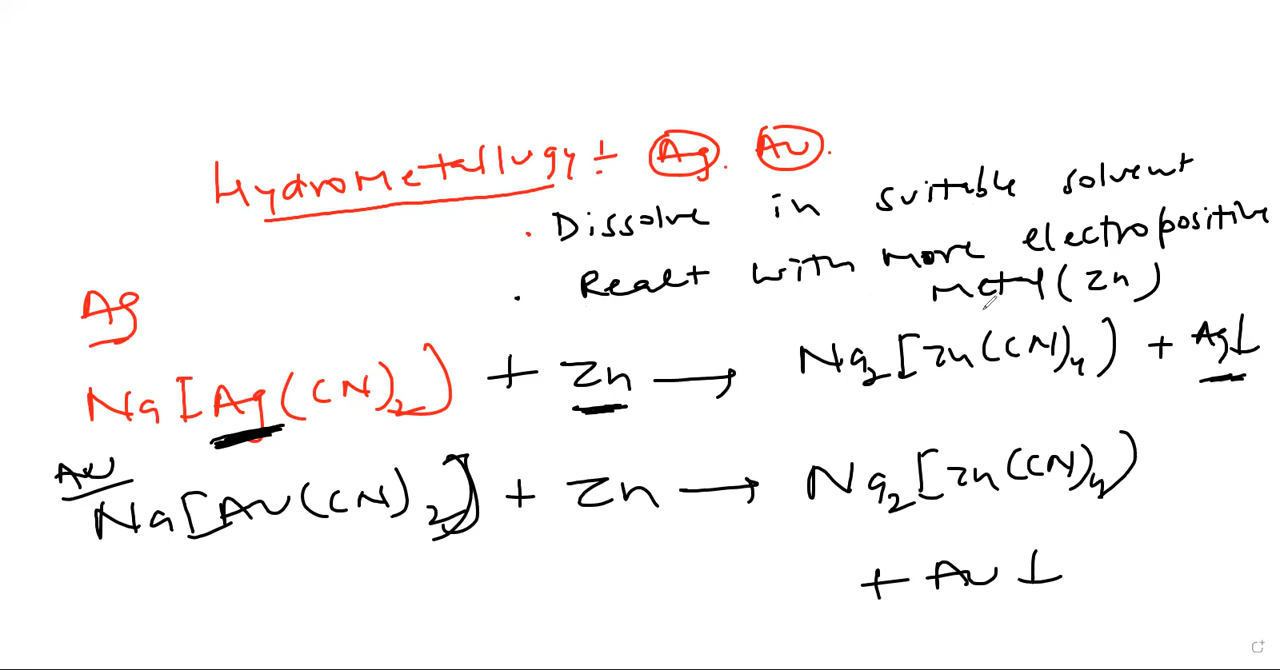 HydroMetallugy :- Ag. Au.
. Dissolve in suitable solvent
. React with more electropositive
metal (Zn)
Ag
Na[Ag(CN)2] + Zn → Na2[Zn(CN)4] + Ag↓
Au
Na[Au(CN)2] + Zn → Na2[Zn(CN)4]
+ Au↓